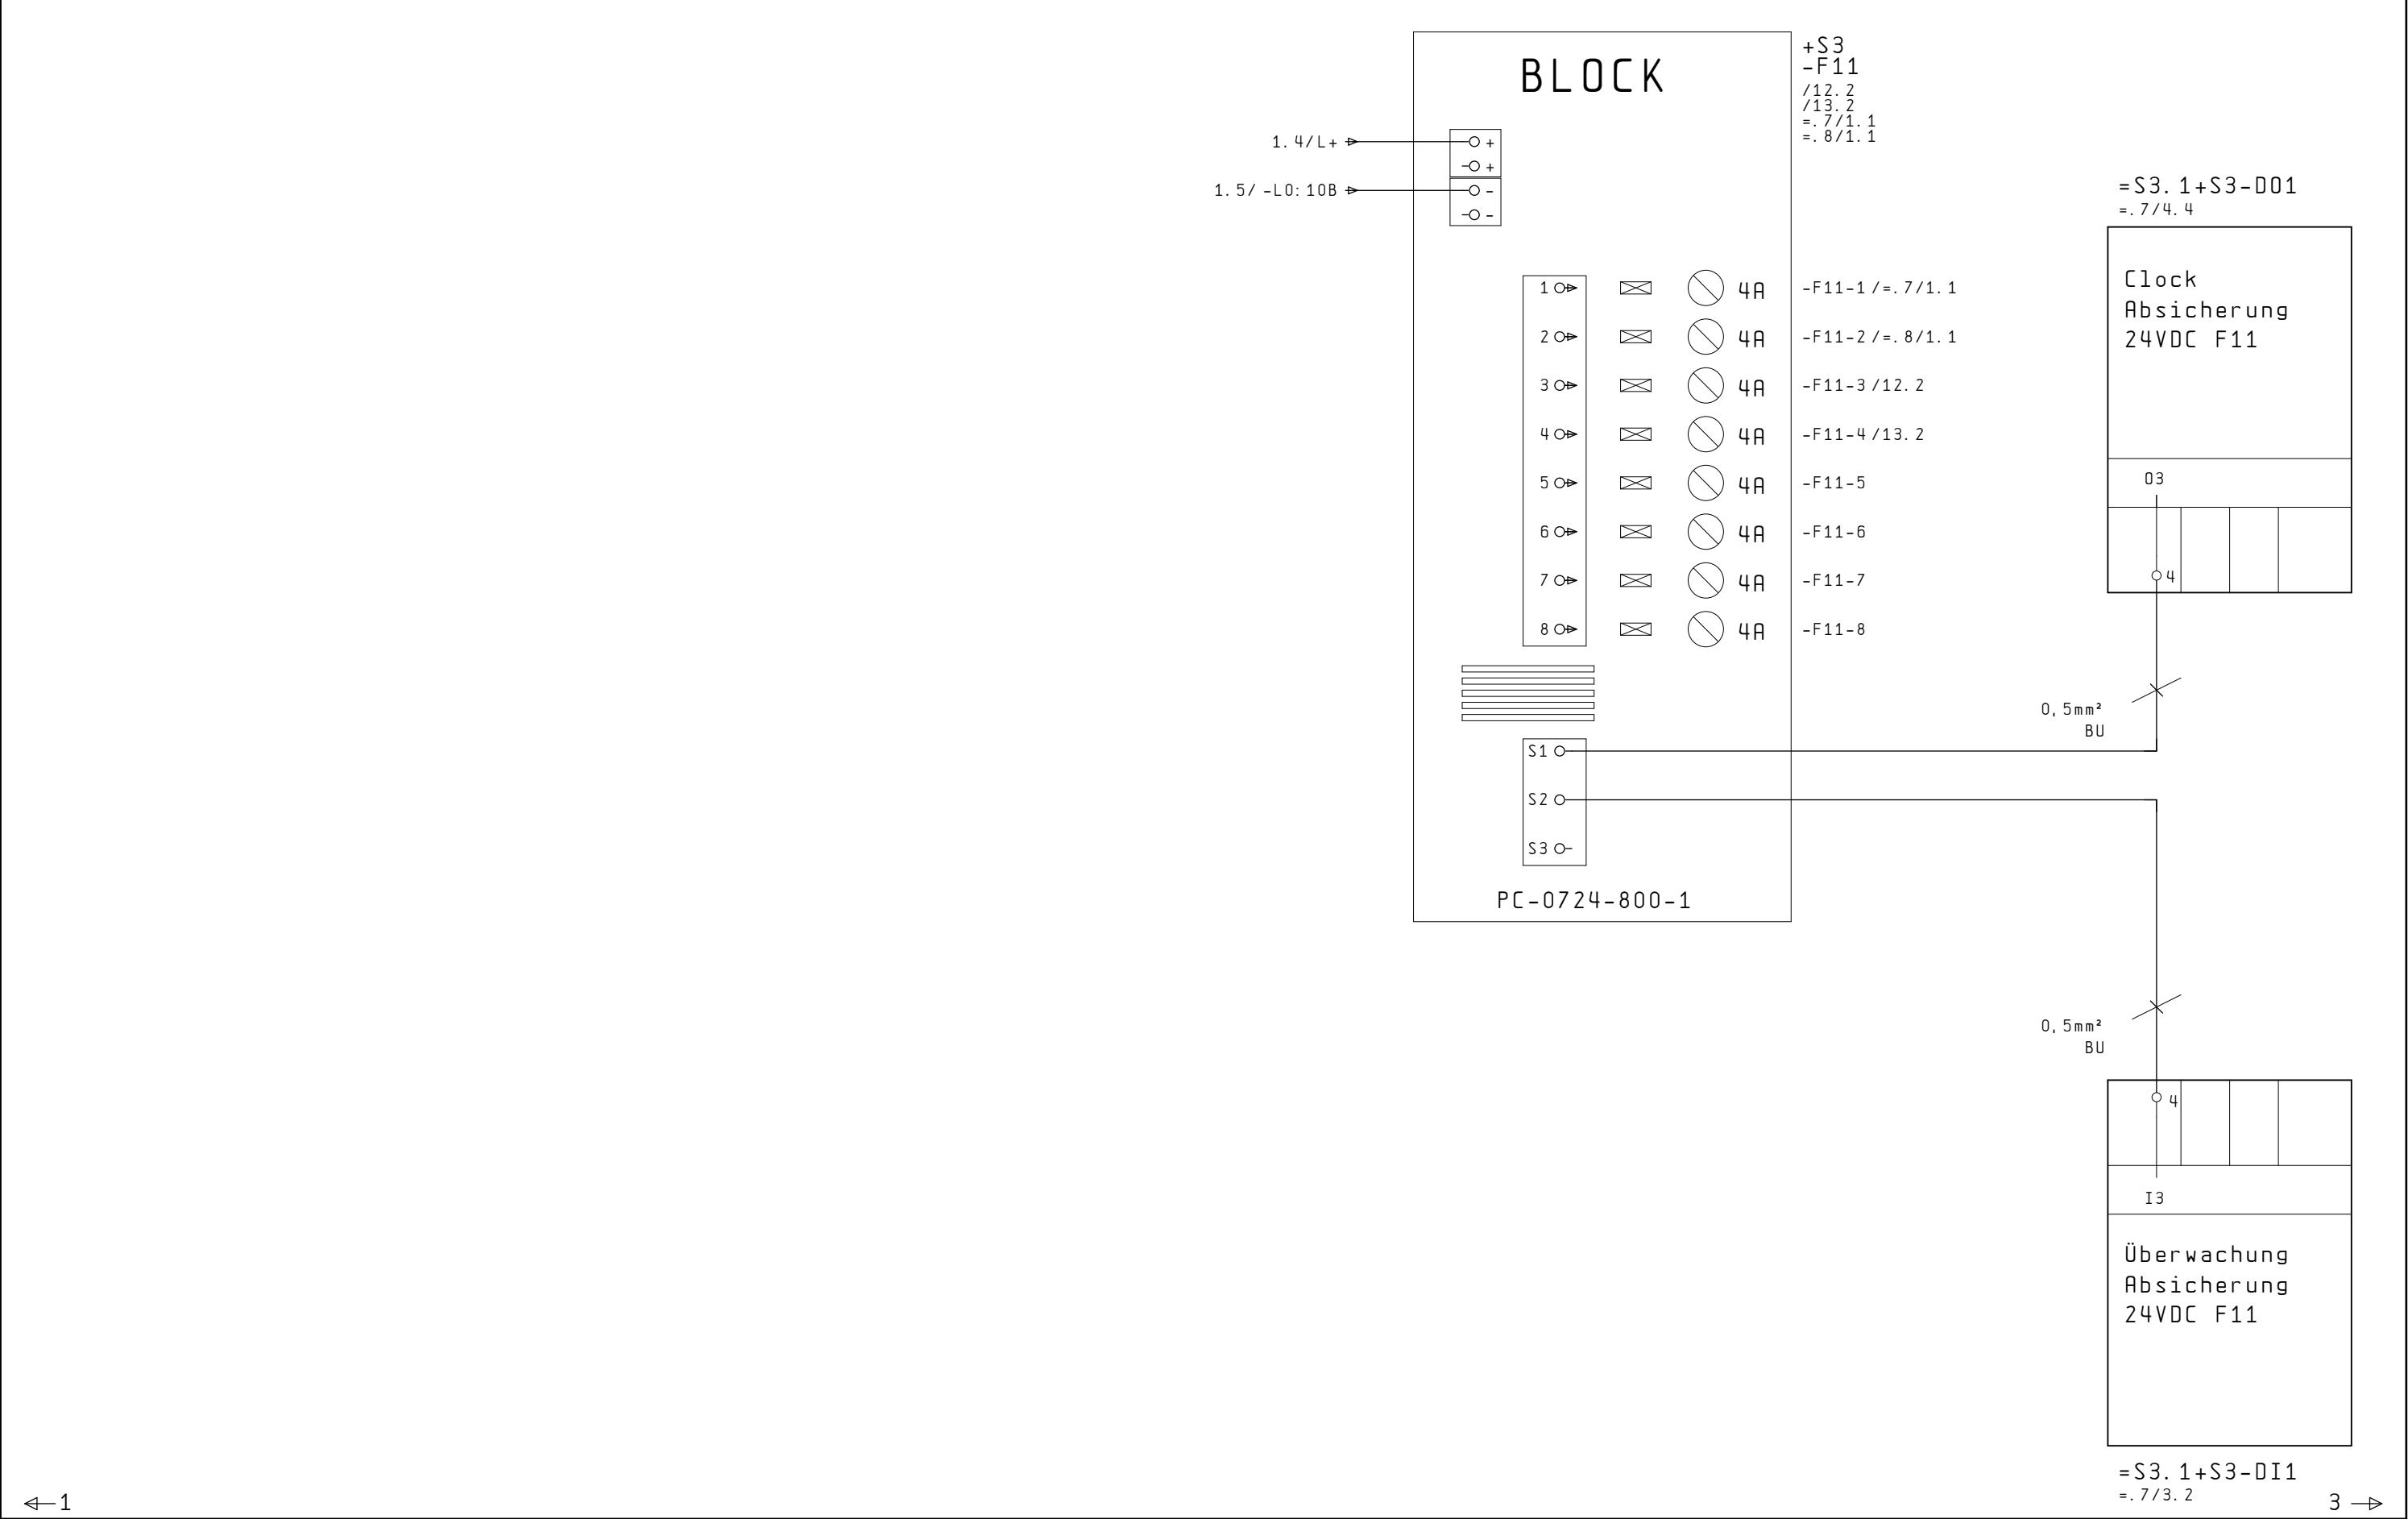 BLOCK
+S3
-F11
/12.2
/13.2
=.7/1.1
=.8/1.1
1.4/L+
+
+
1.5/-L0:10B
-
-
1 4A -F11-1/=.7/1.1
2 4A -F11-2/=.8/1.1
3 4A -F11-3/12.2
4 4A -F11-4/13.2
5 4A -F11-5
6 4A -F11-6
7 4A -F11-7
8 4A -F11-8
S1
S2
S3
PC-0724-800-1
=S3.1+S3-DO1
=.7/4.4
Clock
Absicherung
24VDC F11
O3
4
0,5mm²
BU
0,5mm²
BU
4
I3
Überwachung
Absicherung
24VDC F11
=S3.1+S3-DI1
=.7/3.2
1
3